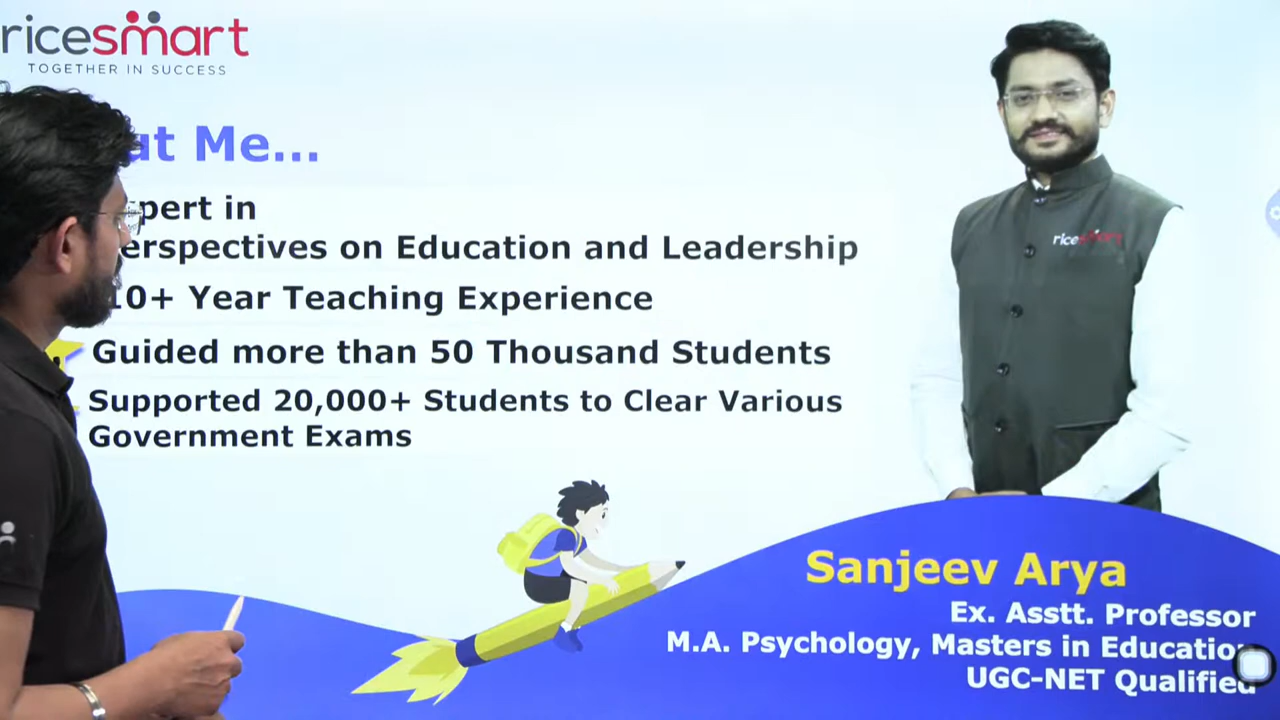 ricesmart
TOGETHER IN SUCCESS
ut Me...
pert in
erspectives on Education and Leadership
10+ Year Teaching Experience
Guided more than 50 Thousand Students
Supported 20,000+ Students to Clear Various
Government Exams
ricesmart
Sanjeev Arya
Ex. Asstt. Professor
M.A. Psychology, Masters in Education
UGC-NET Qualified